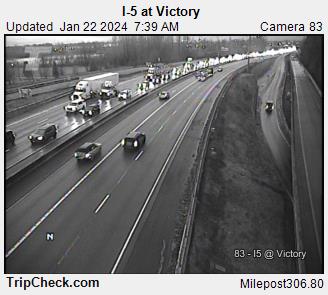 I-5 at Victory
Updated Jan 22 2024 7:39 AM Camera 83
N
83 - I5 @ Victory
TripCheck.com Milepost306.80